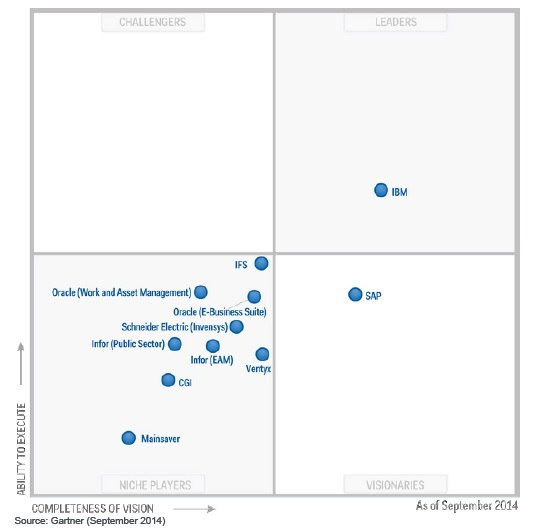 CHALLENGERS
LEADERS
IBM
IFS
Oracle (Work and Asset Management)
SAP
Oracle (E-Business Suite)
Schneider Electric (Invensys)
Infor (Public Sector)
Infor (EAM)
Ventyx
CGI
Mainsaver
ABILITY TO EXECUTE
NICHE PLAYERS
VISIONARIES
COMPLETENESS OF VISION
As of September 2014
Source: Gartner (September 2014)